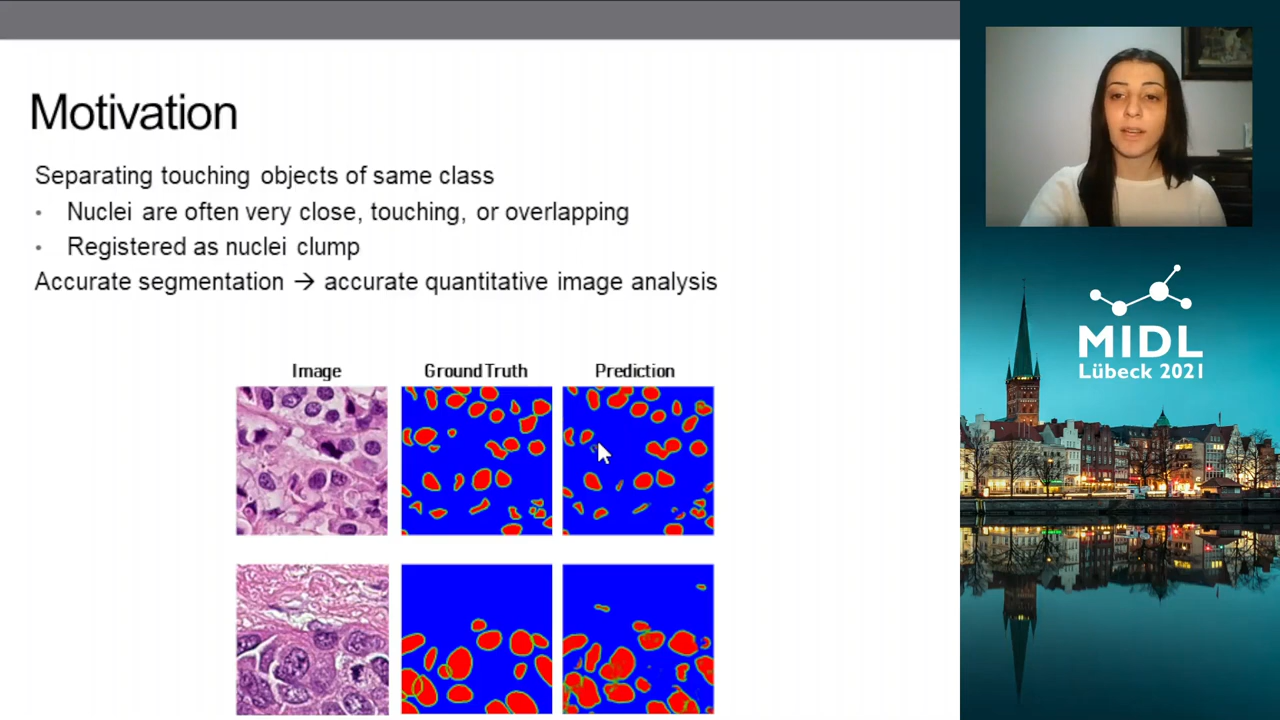 Motivation
Separating touching objects of same class
• Nuclei are often very close, touching, or overlapping
• Registered as nuclei clump
Accurate segmentation → accurate quantitative image analysis
Image Ground Truth Prediction
MIDL
Lübeck 2021